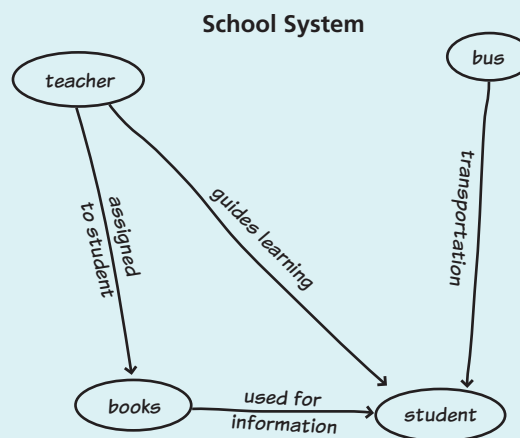 School System
teacher
bus
assigned
to student
guides learning
transportation
books
used for
information
student